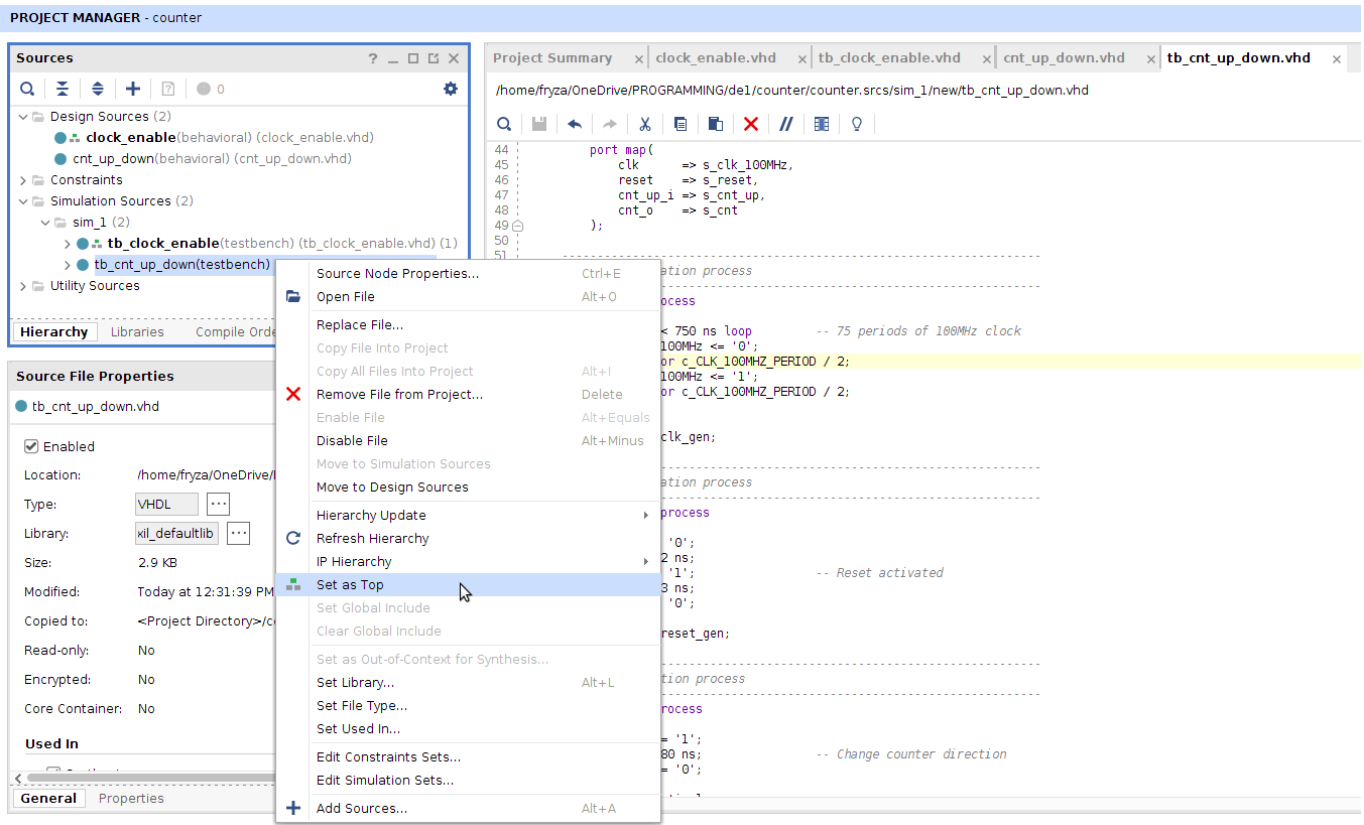 PROJECT MANAGER - counter
Sources
0
Design Sources (2)
clock_enable(behavioral) (clock_enable.vhd)
cnt_up_down(behavioral) (cnt_up_down.vhd)
Constraints
Simulation Sources (2)
sim_1 (2)
tb_clock_enable(testbench) (tb_clock_enable.vhd) (1)
tb_cnt_up_down(testbench)
Utility Sources
Hierarchy Libraries Compile Orde
Source File Properties
tb_cnt_up_down.vhd
Enabled
Location: /home/fryza/OneDrive/
Type: VHDL ...
Library: xil_defaultlib ...
Size: 2.9 KB
Modified: Today at 12:31:39 PM
Copied to: <Project Directory>/c
Read-only: No
Encrypted: No
Core Container: No
Used In
General Properties
Source Node Properties... Ctrl+E
Open File Alt+O
Replace File...
Copy File Into Project
Copy All Files Into Project Alt+I
Remove File from Project... Delete
Enable File Alt+Equals
Disable File Alt+Minus
Move to Simulation Sources
Move to Design Sources
Hierarchy Update
Refresh Hierarchy
IP Hierarchy
Set as Top
Set Global Include
Clear Global Include
Set as Out-of-Context for Synthesis...
Set Library... Alt+L
Set File Type...
Set Used In...
Edit Constraints Sets...
Edit Simulation Sets...
Add Sources... Alt+A
Project Summary clock_enable.vhd tb_clock_enable.vhd cnt_up_down.vhd tb_cnt_up_down.vhd
/home/fryza/OneDrive/PROGRAMMING/de1/counter/counter.srcs/sim_1/new/tb_cnt_up_down.vhd
44 port map(
45 clk => s_clk_100MHz,
46 reset => s_reset,
47 cnt_up_i => s_cnt_up,
48 cnt_o => s_cnt
49 );
50
51 --------------------------------------------------------------------
ation process
--------------------------------------------------------
ocess
< 750 ns loop -- 75 periods of 100MHz clock
100MHz <= '0';
or c_CLK_100MHZ_PERIOD / 2;
100MHz <= '1';
or c_CLK_100MHZ_PERIOD / 2;
clk_gen;
--------------------------------------------------------
ation process
--------------------------------------------------------
process
'0';
2 ns;
'1'; -- Reset activated
3 ns;
'0';
reset_gen;
--------------------------------------------------------
tion process
--------------------------------------------------------
rocess
= '1';
80 ns; -- Change counter direction
= '0';